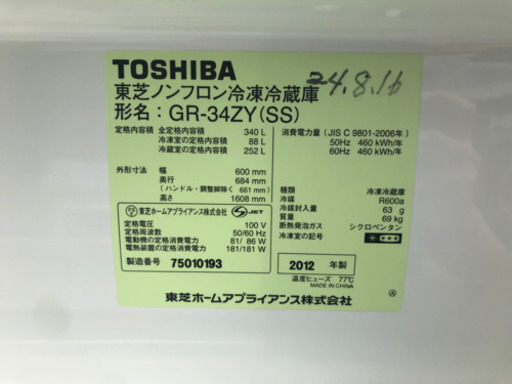 TOSHIBA 24.8.16
東芝ノンフロン冷凍冷蔵庫
形名：GR-34ZY(SS)
定格内容積 全定格内容積 340 L
冷凍室の定格内容積 88 L
冷蔵室の定格内容積 252 L
消費電力量（JIS C 9801-2006年）
50Hz 460 kWh/年
60Hz 460 kWh/年
外形寸法 幅 600 mm
奥行 684 mm
(ハンドル・調整脚除く 661 mm)
高さ 1608 mm
種類 冷凍冷蔵庫
冷媒 R600a
冷媒封入量 63 g
質量 69 kg
断熱発泡ガス シクロペンタン
冷凍室の記号
東芝ホームアプライアンス株式会社 JET
定格電圧 100 V
定格周波数 50/60 Hz
電動機の定格消費電力 81/ 86 W
電熱装置の定格消費電力 181/181 W
製造番号 75010193
2012 年製
温度ヒューズ 77℃
MADE IN CHINA
東芝ホームアプライアンス株式会社 Ⓐ